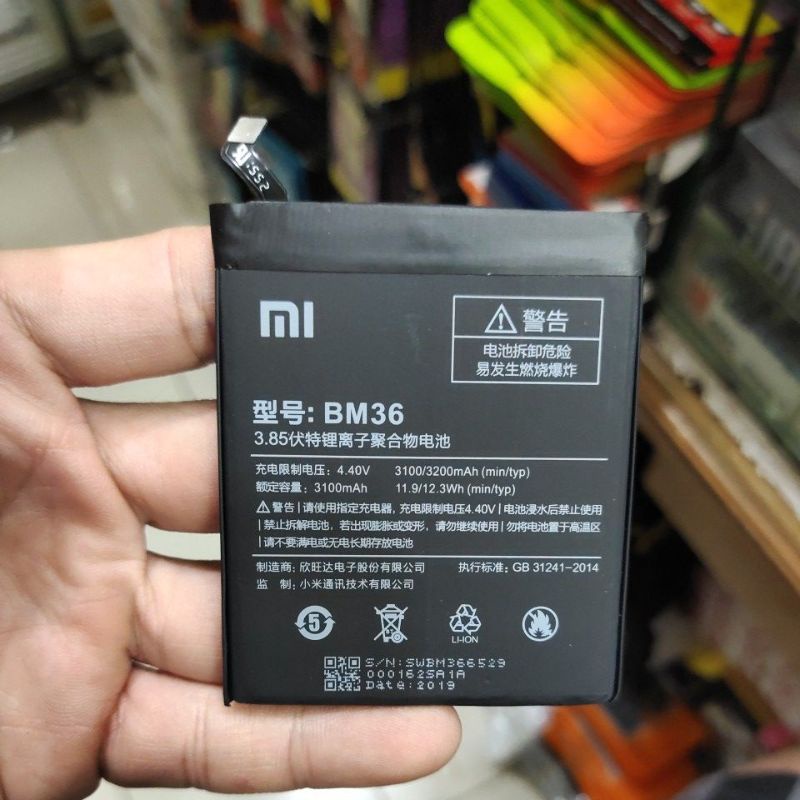 :552
mi
警告
电池拆卸危险
易发生燃烧爆炸
型号: BM36
3.85伏特锂离子聚合物电池
充电限制电压: 4.40V 3100/3200mAh (min/typ)
额定容量: 3100mAh 11.9/12.3Wh (min/typ)
警告|请使用指定充电器, 充电限制电压4.40V|电池浸水后禁止使用
|禁止拆解电池, 若出现膨胀或变形, 请勿继续使用|勿将电池置于高温区
|请不要满电或无电长期存放电池
制造商: 欣旺达电子股份有限公司 执行标准: GB 31241-2014
监 制: 小米通讯技术有限公司
5
LI-ION
S/N: SWBM366529
0001625A1A
Date: 2019